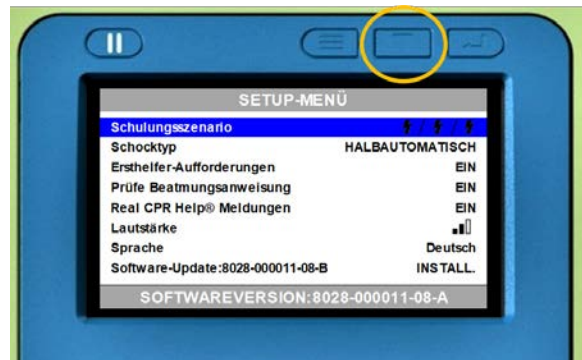 SETUP-MENÜ
Schulungsszenario
Schocktyp HALBAUTOMATISCH
Ersthelfer-Aufforderungen EIN
Prüfe Beatmungsanweisung EIN
Real CPR Help® Meldungen EIN
Lautstärke
Sprache Deutsch
Software-Update:8028-000011-08-B INSTALL.
SOFTWAREVERSION:8028-000011-08-A